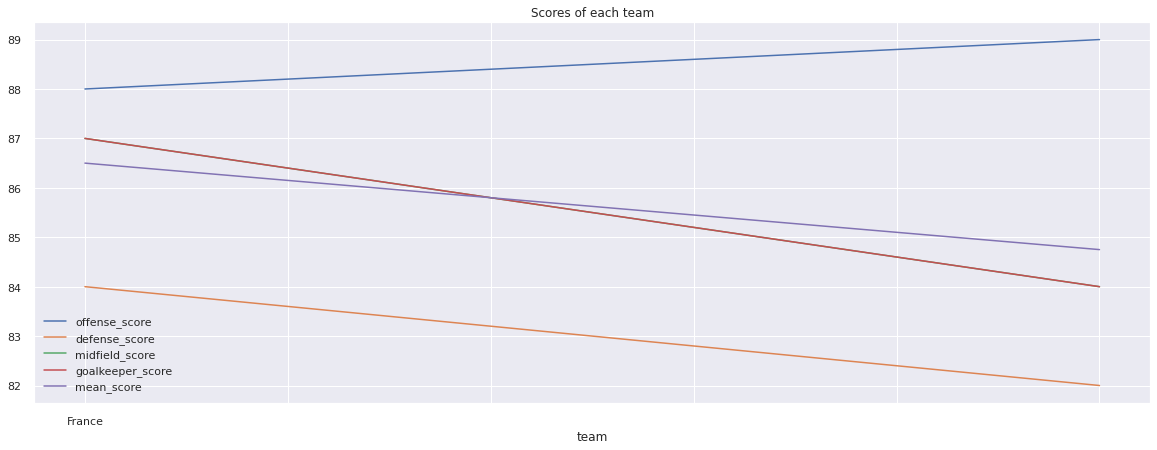 Scores of each team
89
88
87
86
85
84
83
82
offense_score
defense_score
midfield_score
goalkeeper_score
mean_score
France
team